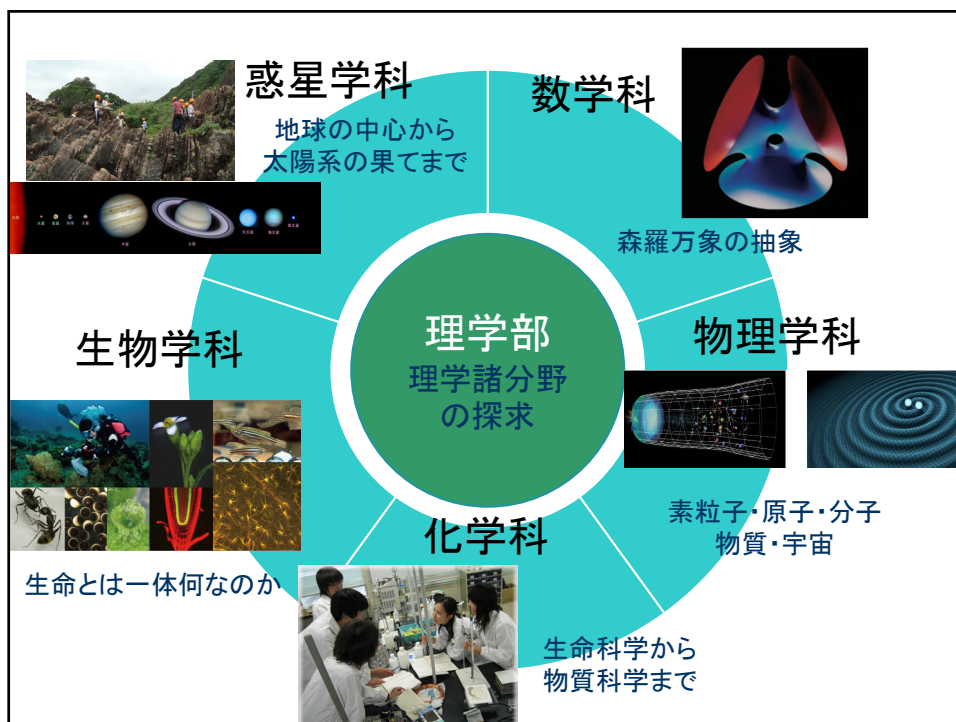 惑星学科
地球の中心から
太陽系の果てまで
数学科
森羅万象の抽象
生物学科
生命とは一体何なのか
理学部
理学諸分野
の探求
物理学科
素粒子・原子・分子
物質・宇宙
化学科
生命科学から
物質科学まで